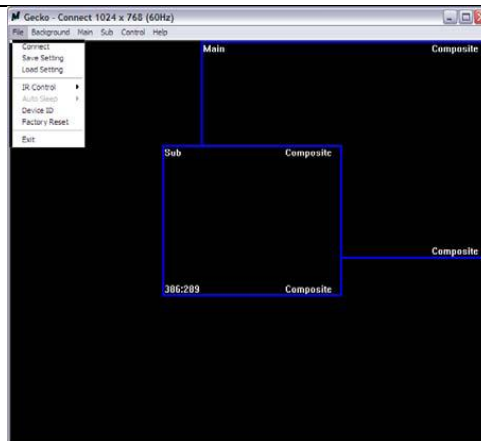 Gecko - Connect 1024 x 768 (60Hz)
File Background Main Sub Control Help
Connect
Save Setting
Load Setting
IR Control
Auto Sleep
Device ID
Factory Reset
Exit
Main Composite
Sub Composite
Composite
386:289 Composite